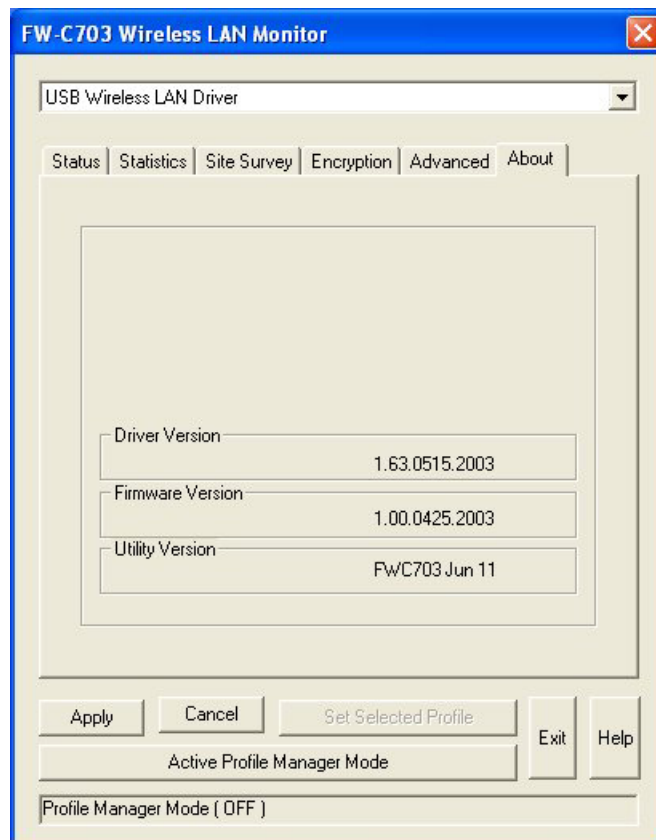 FW-C703 Wireless LAN Monitor
USB Wireless LAN Driver
Status Statistics Site Survey Encryption Advanced About
Driver Version
1.63.0515.2003
Firmware Version
1.00.0425.2003
Utility Version
FWC703 Jun 11
Apply Cancel Set Selected Profile Exit Help
Active Profile Manager Mode
Profile Manager Mode ( OFF )